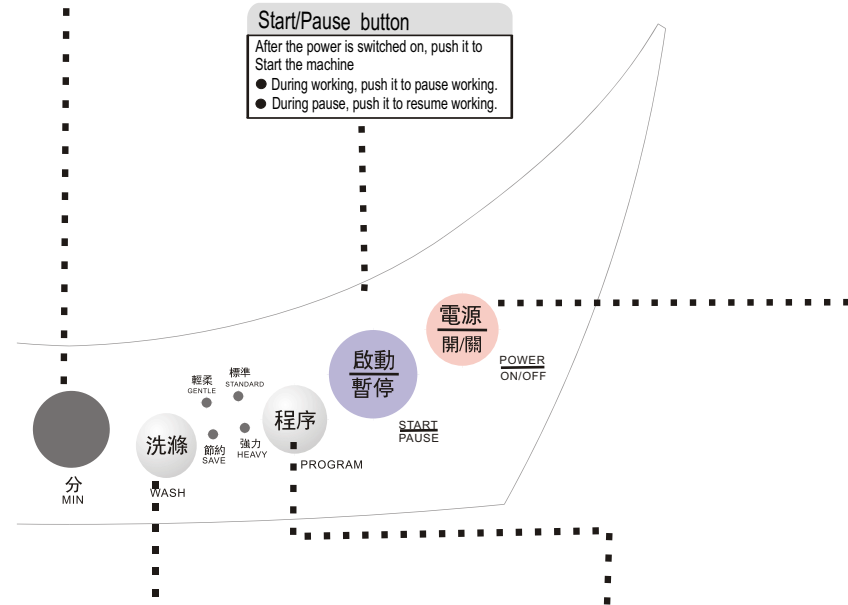 Start/Pause button
After the power is switched on, push it to
Start the machine
● During working, push it to pause working.
● During pause, push it to resume working.
電源
開/關
POWER
ON/OFF
啟動
暫停
START
PAUSE
標準
STANDARD
輕柔
GENTLE
節約
SAVE
強力
HEAVY
程序
PROGRAM
洗滌
WASH
分
MIN